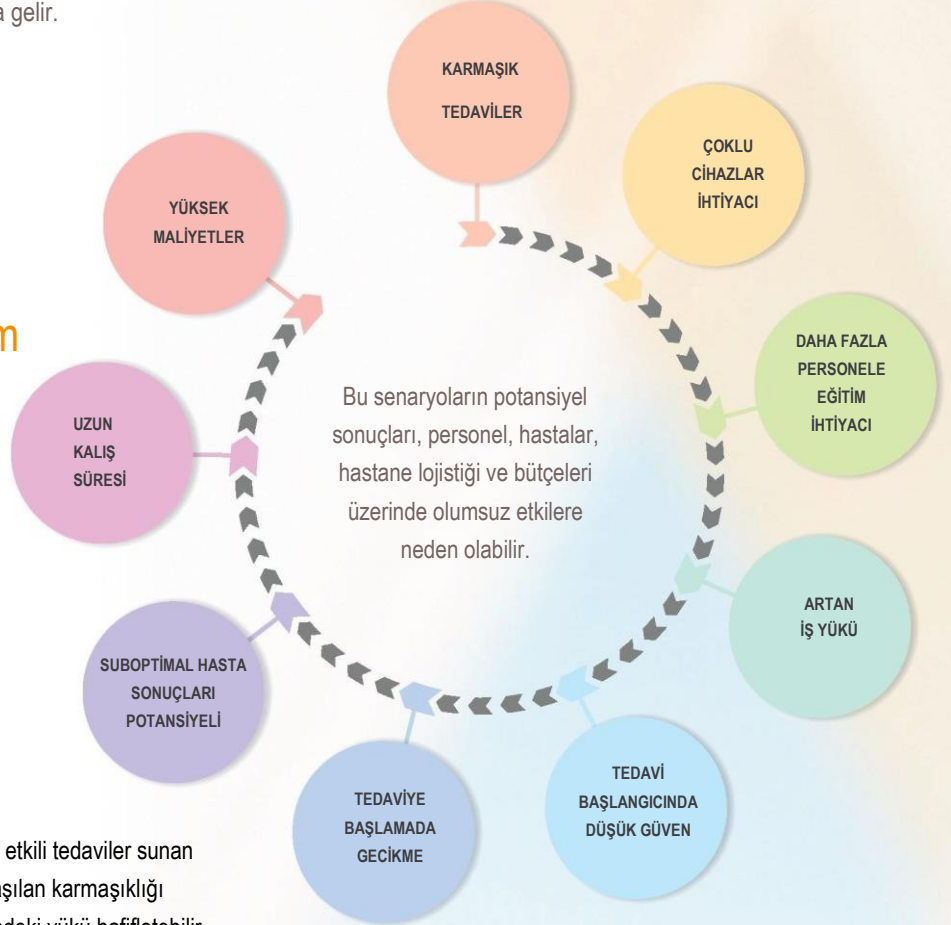 gelir.
KARMAŞIK
TEDAVİLER
ÇOKLU
CİHAZLAR
İHTİYACI
DAHA FAZLA
PERSONELE
EĞİTİM
İHTİYACI
ARTAN
İŞ YÜKÜ
TEDAVİ
BAŞLANGICINDA
DÜŞÜK GÜVEN
TEDAVİYE
BAŞLAMADA
GECİKME
SUBOPTİMAL HASTA
SONUÇLARI
POTANSİYELİ
UZUN
KALIŞ
SÜRESİ
YÜKSEK
MALİYETLER
Bu senaryoların potansiyel
sonuçları, personel, hastalar,
hastane lojistiği ve bütçeleri
üzerinde olumsuz etkilere
neden olabilir.
etkili tedaviler sunan
karmaşıklığı
yükü hafifletebilir